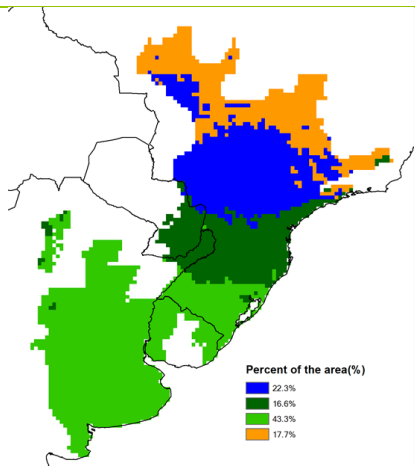 Percent of the area(%)
22.3%
16.6%
43.3%
17.7%